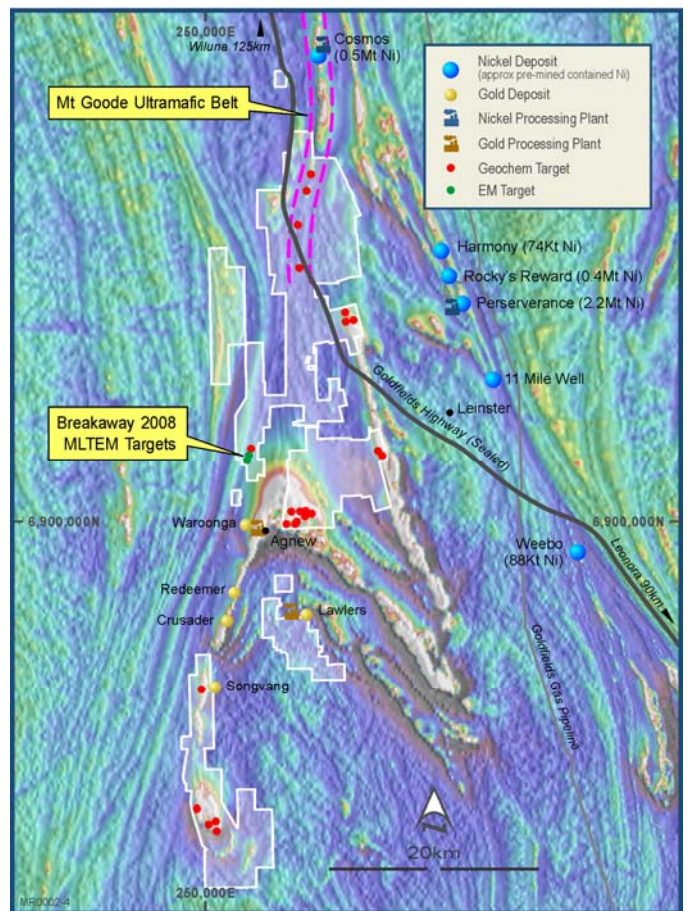 250,000E
Wiluna 125km
Cosmos
(0.5Mt Ni)
Nickel Deposit
(approx pre-mined contained Ni)
Gold Deposit
Nickel Processing Plant
Gold Processing Plant
Geochem Target
EM Target
Mt Goode Ultramafic Belt
Harmony (74Kt Ni)
Rocky's Reward (0.4Mt Ni)
Perserverance (2.2Mt Ni)
11 Mile Well
Goldfields Highway (Sealed)
Leinster
Breakaway 2008
MLTEM Targets
6,900,000N
Waroonga
Agnew
6,900,000N
Weebo
(88Kt Ni)
Leonora 90km
Redeemer
Crusader
Lawlers
Goldfields Gas Pipeline
Songvang
20km
250,000E
MR0002-4